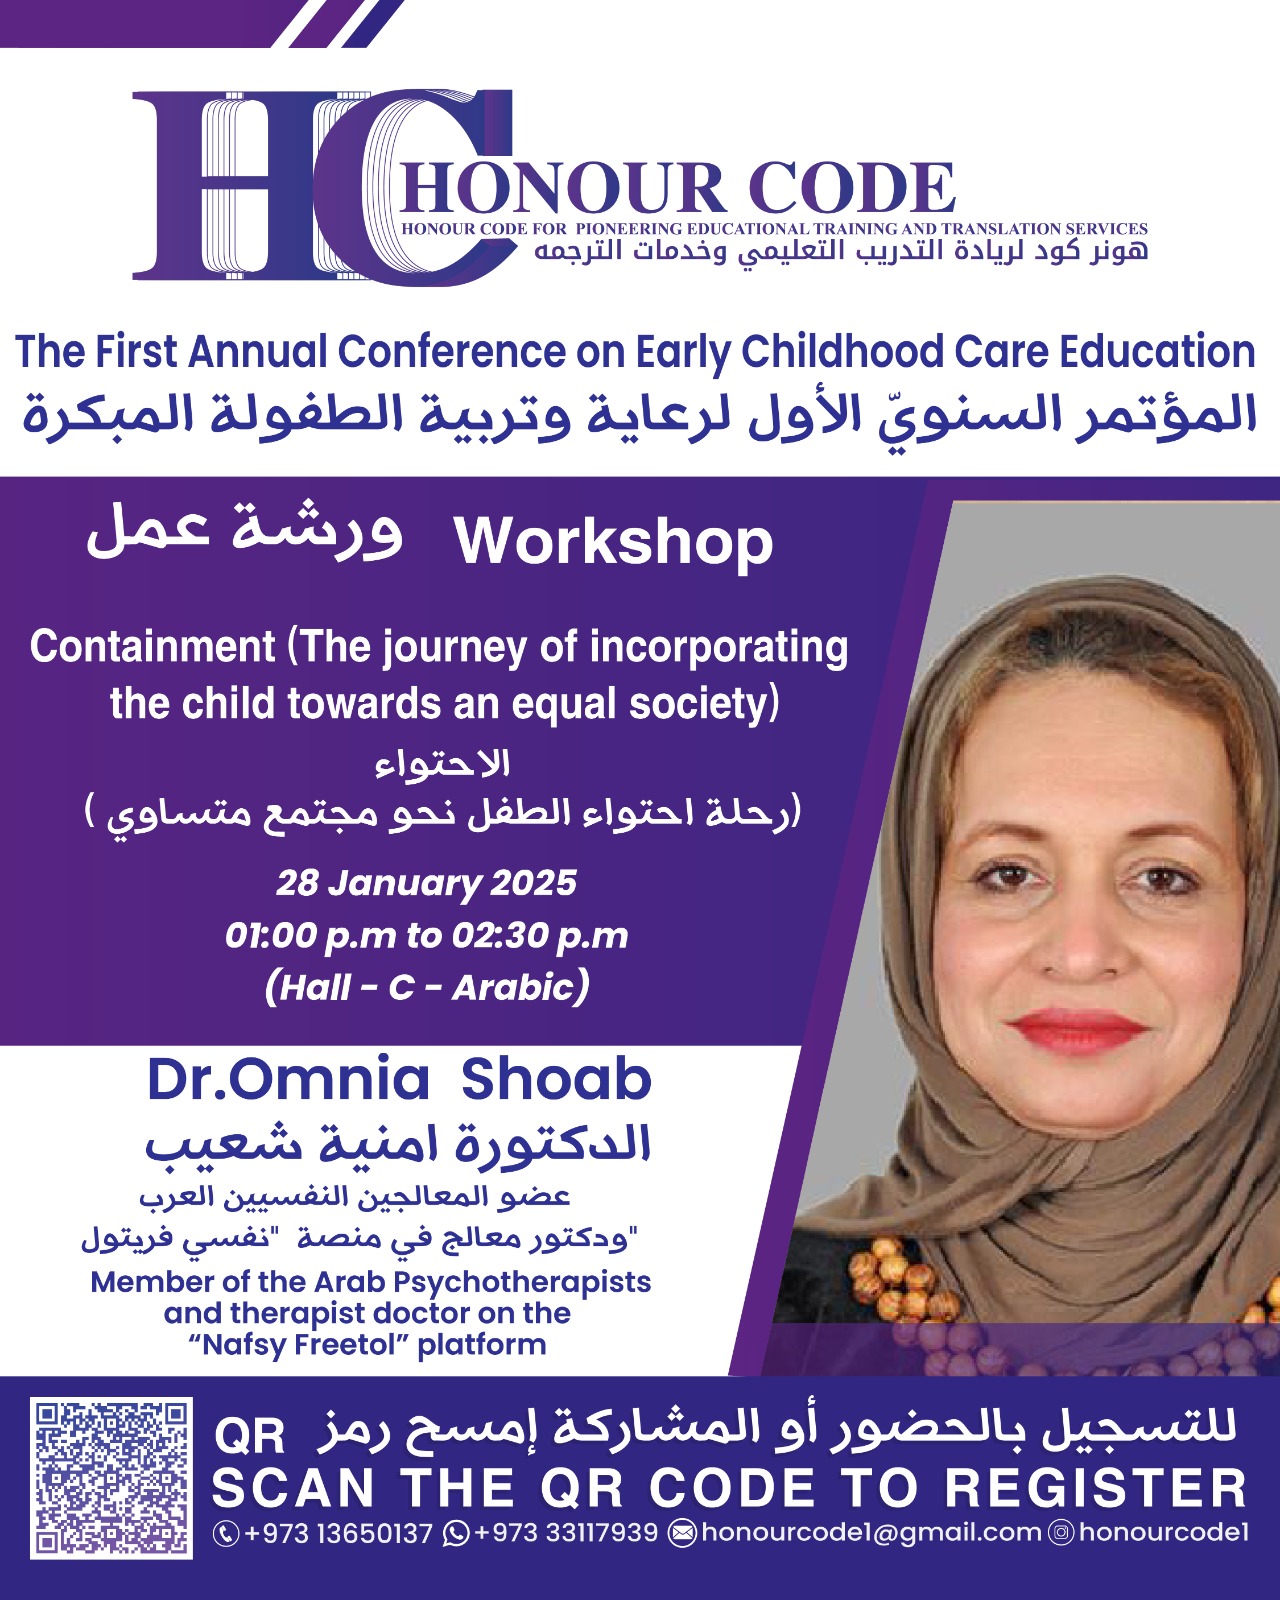 HC
HONOUR CODE
HONOUR CODE FOR PIONEERING EDUCATIONAL TRAINING AND TRANSLATION SERVICES
هونر كود لريادة التدريب التعليمي وخدمات الترجمه
The First Annual Conference on Early Childhood Care Education
المؤتمر السنويّ الأول لرعاية وتربية الطفولة المبكرة
ورشة عمل Workshop
Containment (The journey of incorporating
the child towards an equal society)
الاحتواء
(رحلة احتواء الطفل نحو مجتمع متساوي )
28 January 2025
01:00 p.m to 02:30 p.m
(Hall - C - Arabic)
Dr.Omnia Shoab
الدكتورة امنية شعيب
عضو المعالجين النفسيين العرب
"ودكتور معالج في منصة "نفسي فريتول
Member of the Arab Psychotherapists
and therapist doctor on the
“Nafsy Freetol” platform
للتسجيل بالحضور أو المشاركة إمسح رمز QR
SCAN THE QR CODE TO REGISTER
+973 13650137 +973 33117939 honourcode1@gmail.com honourcode1